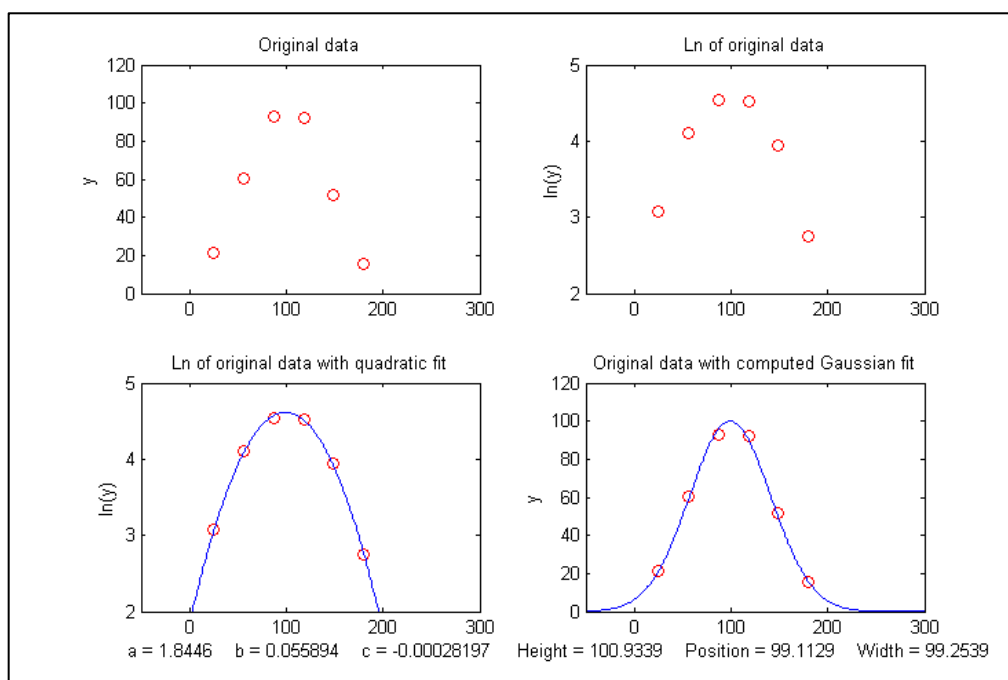 Original data
Ln of original data
120
100
80
60
40
20
0
y
0 100 200 300
5
4
3
2
ln(y)
0 100 200 300
Ln of original data with quadratic fit
Original data with computed Gaussian fit
5
4
3
2
ln(y)
0 100 200 300
120
100
80
60
40
20
0
y
0 100 200 300
a = 1.8446 b = 0.055894 c = -0.00028197 Height = 100.9339 Position = 99.1129 Width = 99.2539